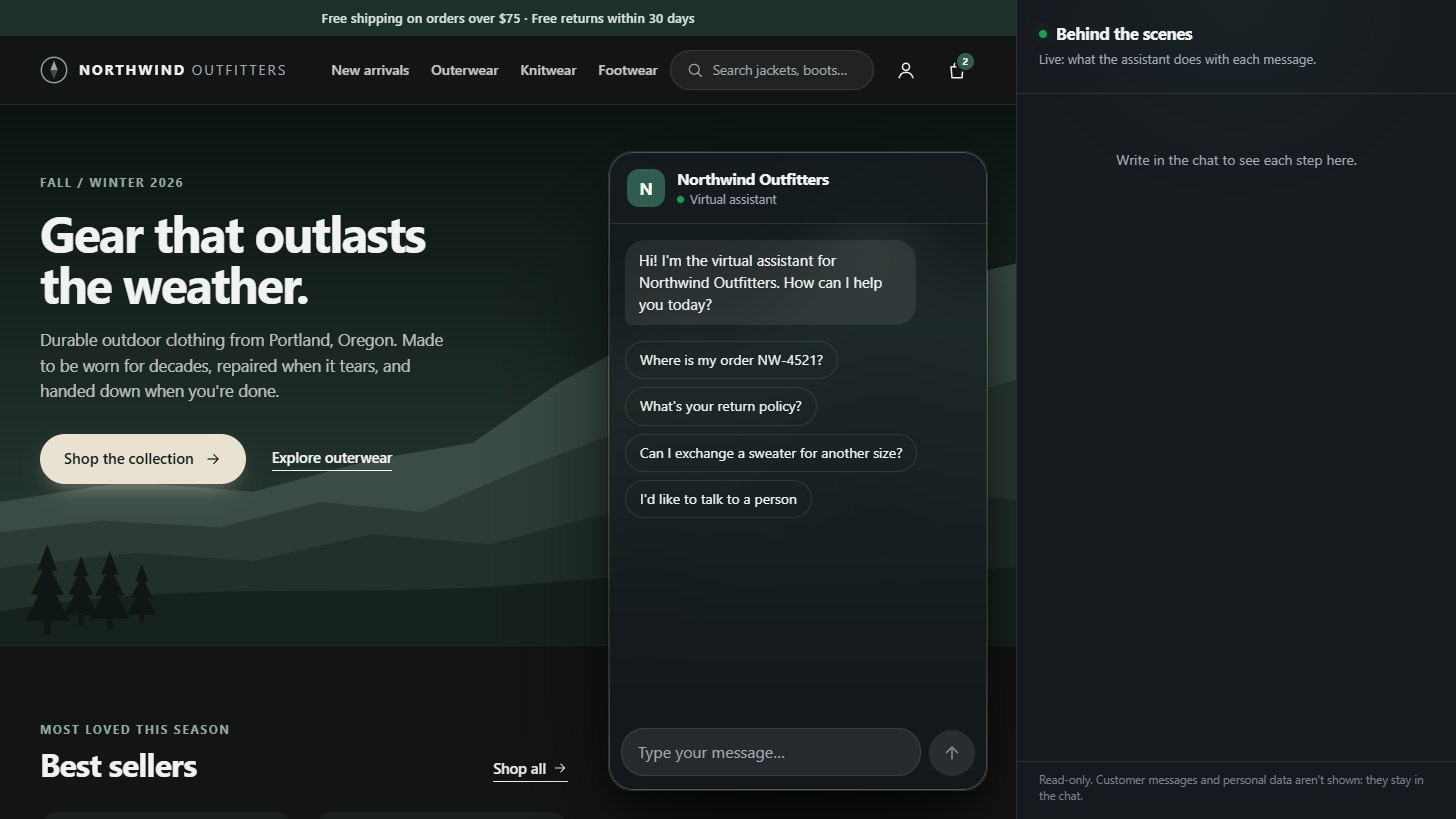 Free shipping on orders over $75 · Free returns within 30 days
NORTHWIND OUTFITTERS
New arrivals
Outerwear
Knitwear
Footwear
Search jackets, boots...
2
FALL / WINTER 2026
Gear that outlasts
the weather.
Durable outdoor clothing from Portland, Oregon. Made
to be worn for decades, repaired when it tears, and
handed down when you're done.
Shop the collection →
Explore outerwear
MOST LOVED THIS SEASON
Best sellers
Shop all →
N
Northwind Outfitters
Virtual assistant
Hi! I'm the virtual assistant for
Northwind Outfitters. How can I help
you today?
Where is my order NW-4521?
What's your return policy?
Can I exchange a sweater for another size?
I'd like to talk to a person
Type your message...
Behind the scenes
Live: what the assistant does with each message.
Write in the chat to see each step here.
Read-only. Customer messages and personal data aren't shown: they stay in
the chat.